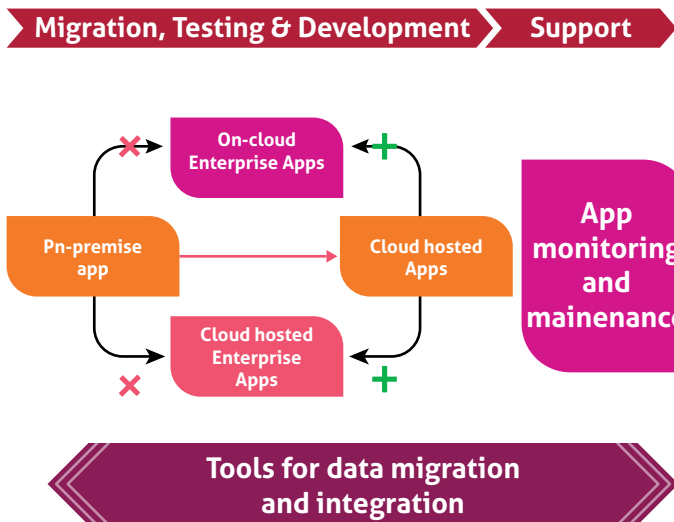 Migration, Testing & Development
Support
On-cloud
Enterprise Apps
Pn-premise
app
Cloud hosted
Apps
Cloud hosted
Enterprise
Apps
App
monitoring
and
mainenance
Tools for data migration
and integration